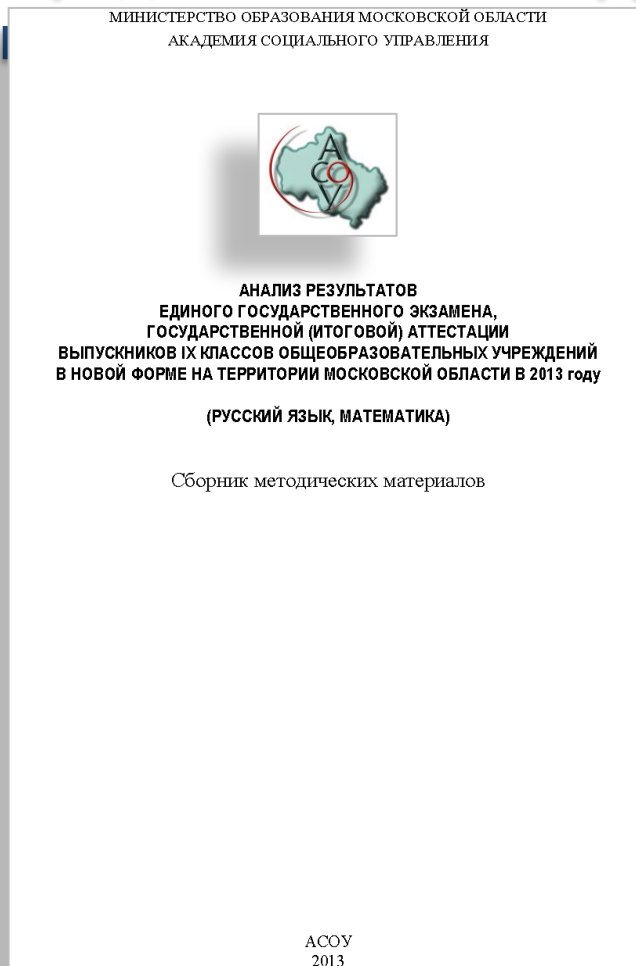 МИНИСТЕРСТВО ОБРАЗОВАНИЯ МОСКОВСКОЙ ОБЛАСТИ
АКАДЕМИЯ СОЦИАЛЬНОГО УПРАВЛЕНИЯ
АСОУ
АНАЛИЗ РЕЗУЛЬТАТОВ
ЕДИНОГО ГОСУДАРСТВЕННОГО ЭКЗАМЕНА,
ГОСУДАРСТВЕННОЙ (ИТОГОВОЙ) АТТЕСТАЦИИ
ВЫПУСКНИКОВ IX КЛАССОВ ОБЩЕОБРАЗОВАТЕЛЬНЫХ УЧРЕЖДЕНИЙ
В НОВОЙ ФОРМЕ НА ТЕРРИТОРИИ МОСКОВСКОЙ ОБЛАСТИ В 2013 году
(РУССКИЙ ЯЗЫК, МАТЕМАТИКА)
Сборник методических материалов
АСОУ
2013